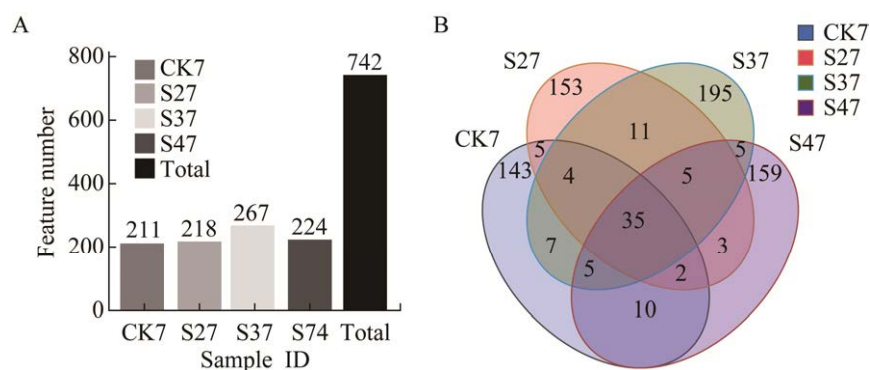 A
Feature number
800
600
400
200
0
CK7
S27
S37
S47
Total
211
218
267
224
742
CK7 S27 S37 S74 Total
Sample ID
B
CK7
S27
S37
S47
S27
S37
CK7
S47
153
195
11
5
5
143
4
5
159
35
7
3
5
2
10